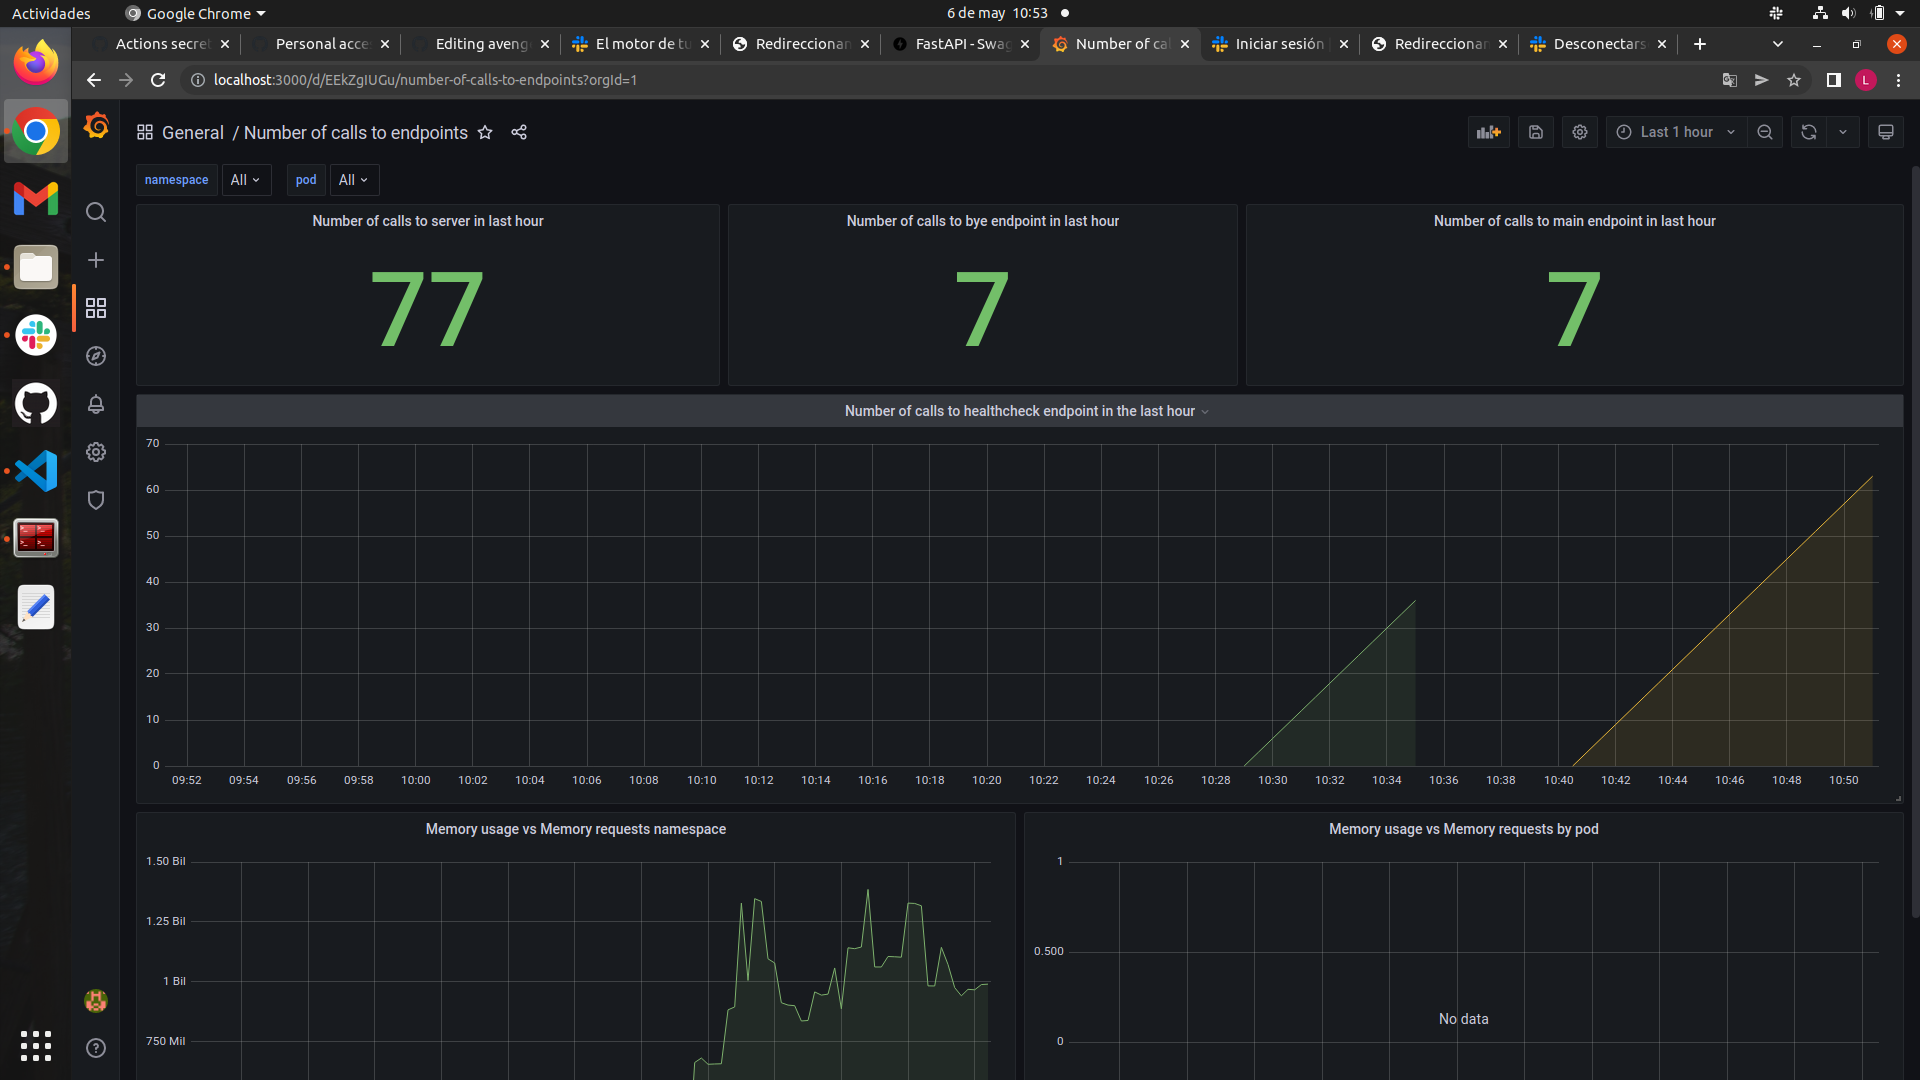 Actividades
Google Chrome
6 de may 10:53
Actions secre
Personal acce
Editing aveng
El motor de tu
Redireccionan
FastAPI - Swag
Number of cal
Iniciar sesión
Redireccionan
Desconectars
localhost:3000/d/EEkZgIUGu/number-of-calls-to-endpoints?orgId=1
L
General / Number of calls to endpoints
Last 1 hour
namespace All
pod All
Number of calls to server in last hour
77
Number of calls to bye endpoint in last hour
7
Number of calls to main endpoint in last hour
7
Number of calls to healthcheck endpoint in the last hour
70
60
50
40
30
20
10
0
09:52 09:54 09:56 09:58 10:00 10:02 10:04 10:06 10:08 10:10 10:12 10:14 10:16 10:18 10:20 10:22 10:24 10:26 10:28 10:30 10:32 10:34 10:36 10:38 10:40 10:42 10:44 10:46 10:48 10:50
Memory usage vs Memory requests namespace
1.50 Bil
1.25 Bil
1 Bil
750 Mil
Memory usage vs Memory requests by pod
1
0.500
0
No data